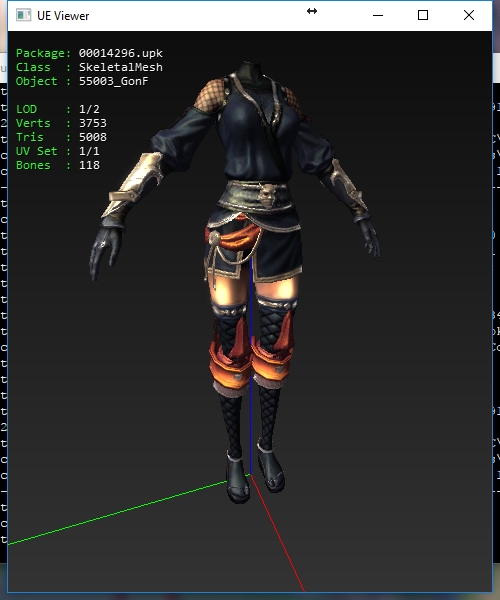 UE Viewer
Package: 00014296.upk
Class : SkeletalMesh
Object : 55003_GonF
LOD : 1/2
Verts : 3753
Tris : 5008
UV Set : 1/1
Bones : 118